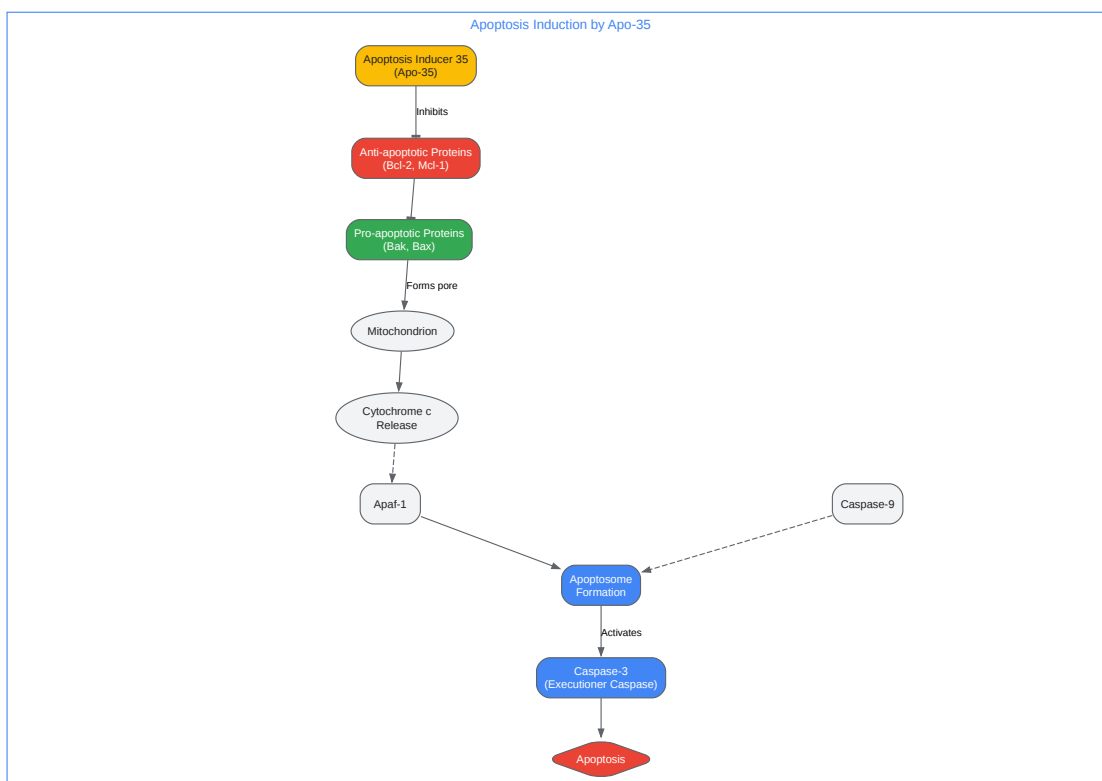 Apoptosis Induction by Apo-35
Apoptosis Inducer 35
(Apo-35)
Inhibits
Anti-apoptotic Proteins
(Bcl-2, Mcl-1)
Pro-apoptotic Proteins
(Bak, Bax)
Forms pore
Mitochondrion
Cytochrome c
Release
Apaf-1
Caspase-9
Apoptosome
Formation
Activates
Caspase-3
(Executioner Caspase)
Apoptosis